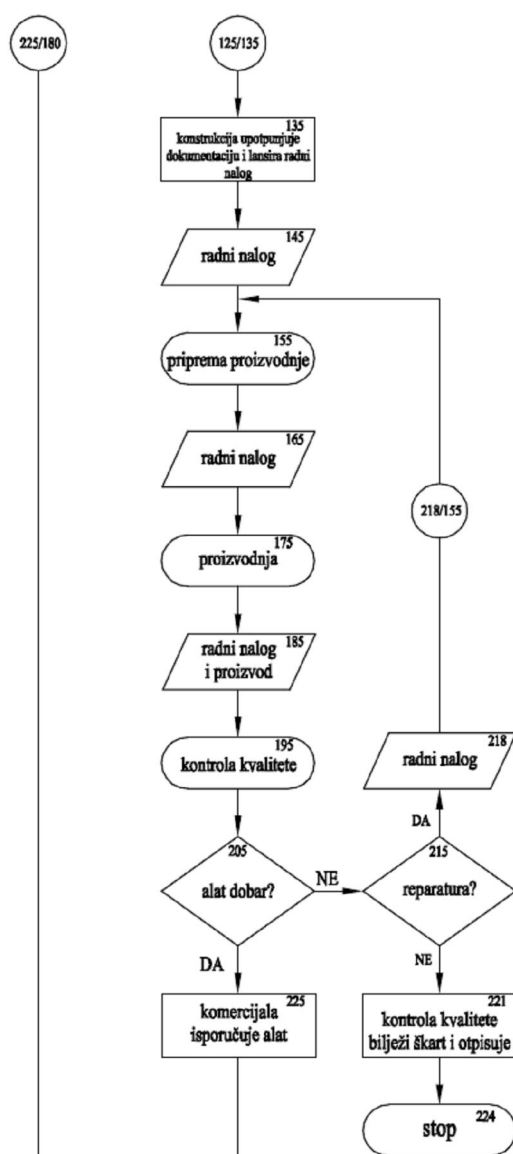 225/180
125/135
135
konstrukcija upotpunjuje
dokumentaciju i lansira radni
nalog
145
radni nalog
155
priprema proizvodnje
165
radni nalog
218/155
175
proizvodnja
185
radni nalog
i proizvod
195
kontrola kvalitete
218
radni nalog
DA
205
alat dobar?
NE
215
reparatura?
DA
NE
225
komercijala
isporučuje alat
221
kontrola kvalitete
bilježi škart i otpisuje
224
stop